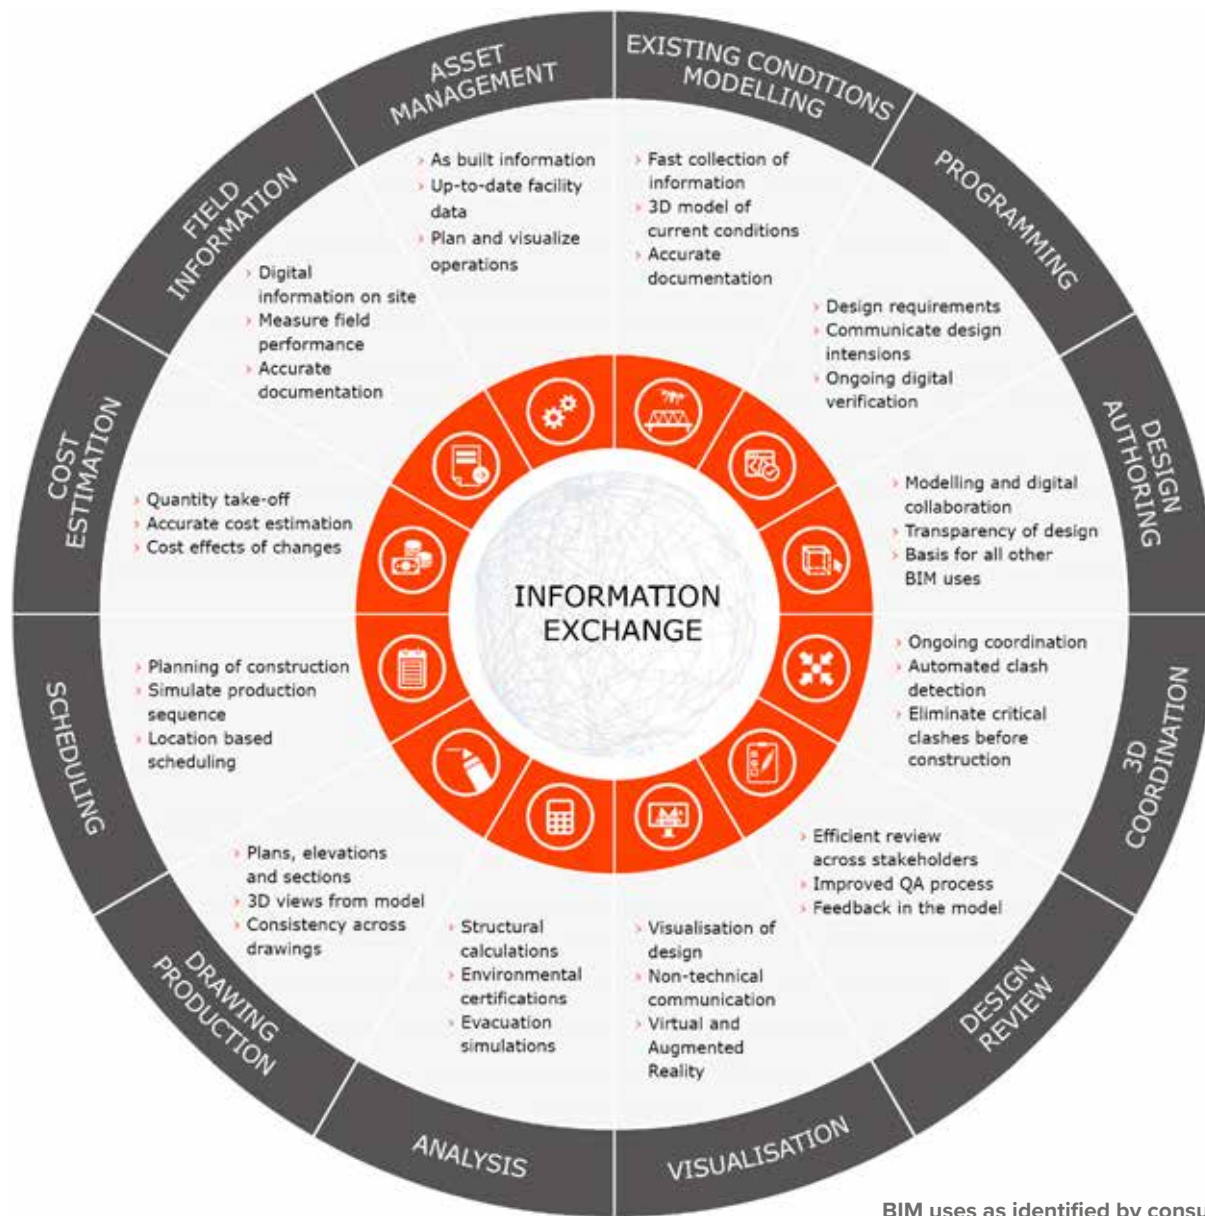 ASSET
MANAGEMENT
EXISTING CONDITIONS
MODELLING
PROGRAMMING
DESIGN
AUTHORING
3D
COORDINATION
DESIGN
REVIEW
VISUALISATION
ANALYSIS
DRAWING
PRODUCTION
SCHEDULING
COST
ESTIMATION
FIELD
INFORMATION
› As built information
› Up-to-date facility
data
› Plan and visualize
operations
› Fast collection of
information
› 3D model of
current conditions
› Accurate
documentation
› Design requirements
› Communicate design
intensions
› Ongoing digital
verification
› Modelling and digital
collaboration
› Transparency of design
› Basis for all other
BIM uses
› Ongoing coordination
› Automated clash
detection
› Eliminate critical
clashes before
construction
› Efficient review
across stakeholders
› Improved QA process
› Feedback in the model
› Visualisation of
design
› Non-technical
communication
› Virtual and
Augmented
Reality
› Structural
calculations
› Environmental
certifications
› Evacuation
simulations
› Plans, elevations
and sections
› 3D views from model
› Consistency across
drawings
› Planning of construction
› Simulate production
sequence
› Location based
scheduling
› Quantity take-off
› Accurate cost estimation
› Cost effects of changes
› Digital
information on site
› Measure field
performance
› Accurate
documentation
INFORMATION
EXCHANGE
BIM uses as identified by